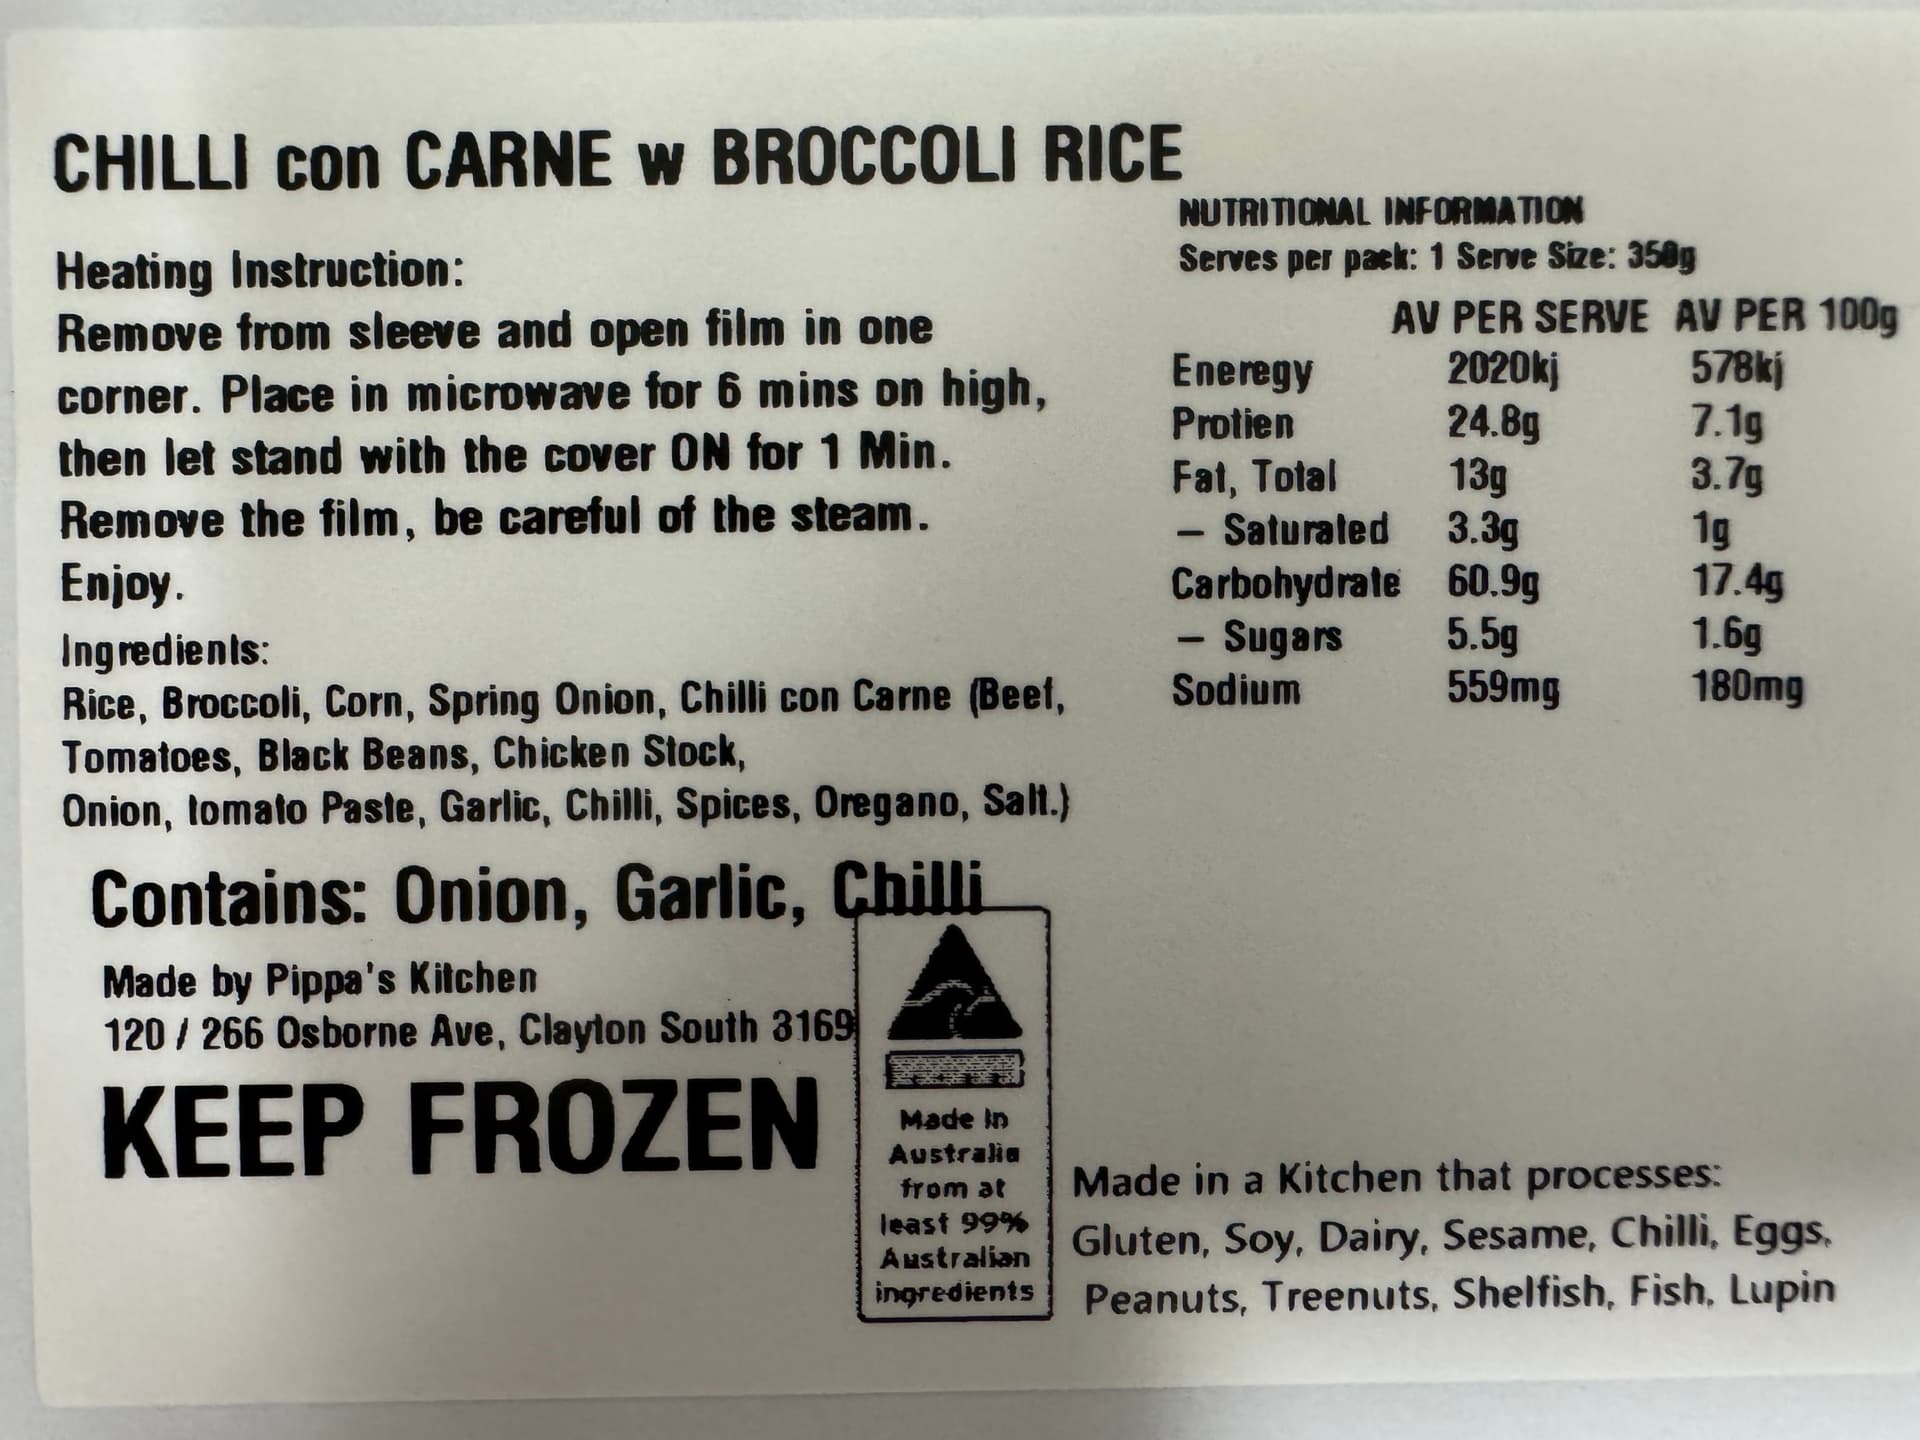 CHILLI con CARNE w BROCCOLI RICE
Heating Instruction:
Remove from sleeve and open film in one
corner. Place in microwave for 6 mins on high,
then let stand with the cover ON for 1 Min.
Remove the film, be careful of the steam.
Enjoy.
Ingredients:
Rice, Broccoli, Corn, Spring Onion, Chilli con Carne (Beef,
Tomatoes, Black Beans, Chicken Stock,
Onion, tomato Paste, Garlic, Chilli, Spices, Oregano, Salt.)
Contains: Onion, Garlic, Chilli
Made by Pippa's Kitchen
120 / 266 Osborne Ave, Clayton South 3169
KEEP FROZEN
NUTRITIONAL INFORMATION
Serves per pack: 1 Serve Size: 350g
AV PER SERVE AV PER 100g
Eneregy 2020kj 578kj
Protien 24.8g 7.1g
Fat, Total 13g 3.7g
– Saturated 3.3g 1g
Carbohydrate 60.9g 17.4g
– Sugars 5.5g 1.6g
Sodium 559mg 180mg
Made in
Australia
from at
least 99%
Australian
ingredients
Made in a Kitchen that processes:
Gluten, Soy, Dairy, Sesame, Chilli, Eggs,
Peanuts, Treenuts, Shelfish, Fish, Lupin